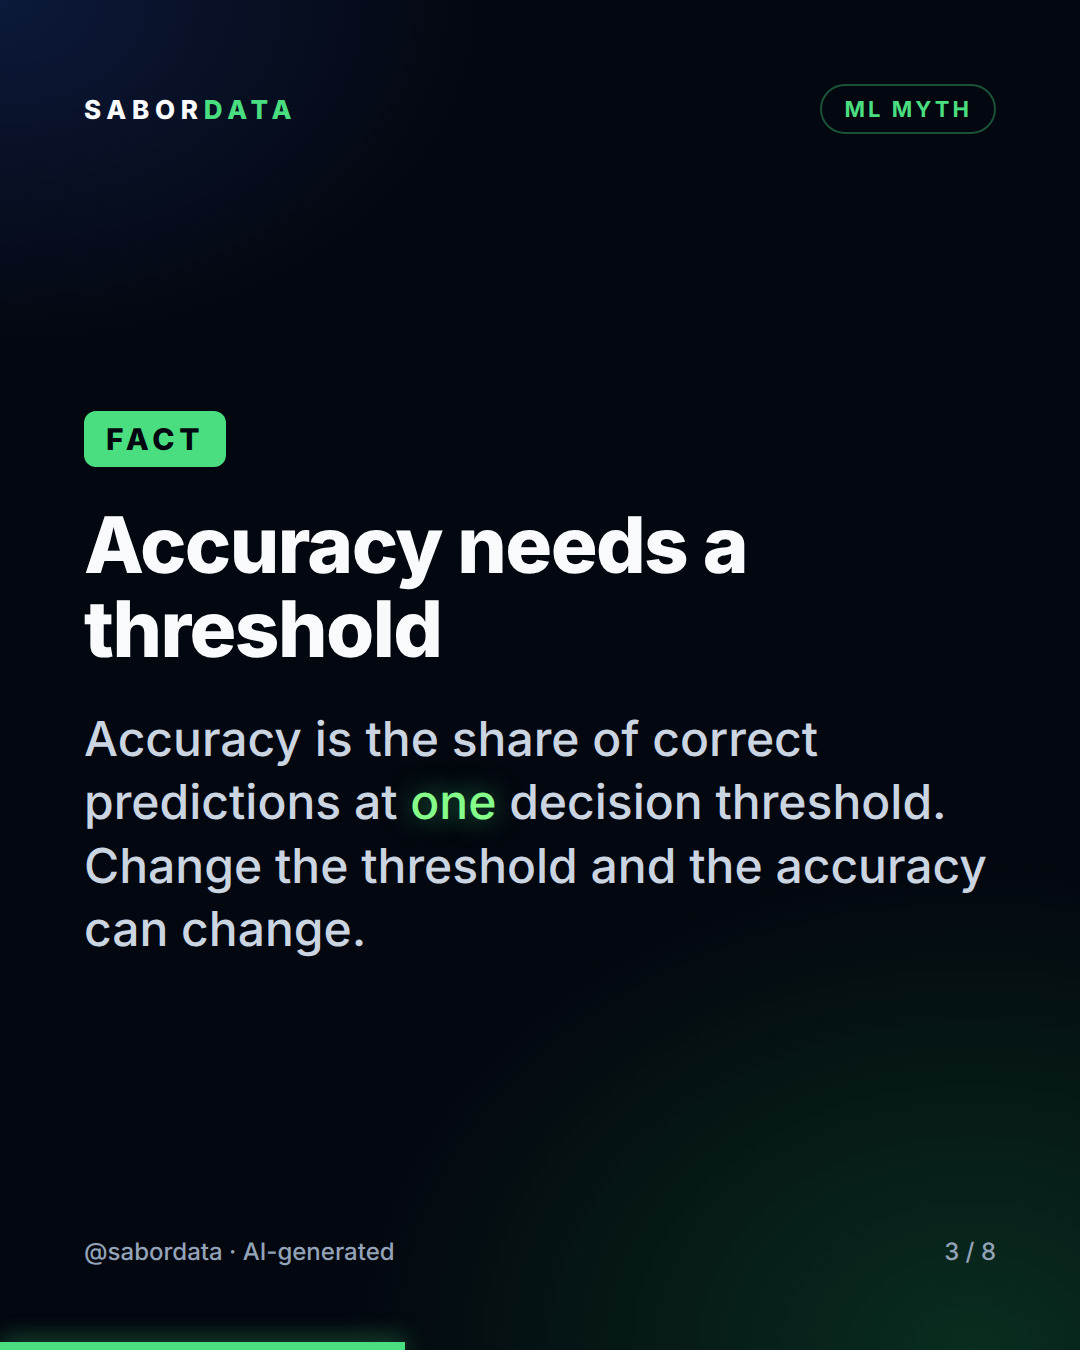 SABORDATA
ML MYTH
FACT
Accuracy needs a
threshold
Accuracy is the share of correct
predictions at one decision threshold.
Change the threshold and the accuracy
can change.
@sabordata · AI-generated
3 / 8